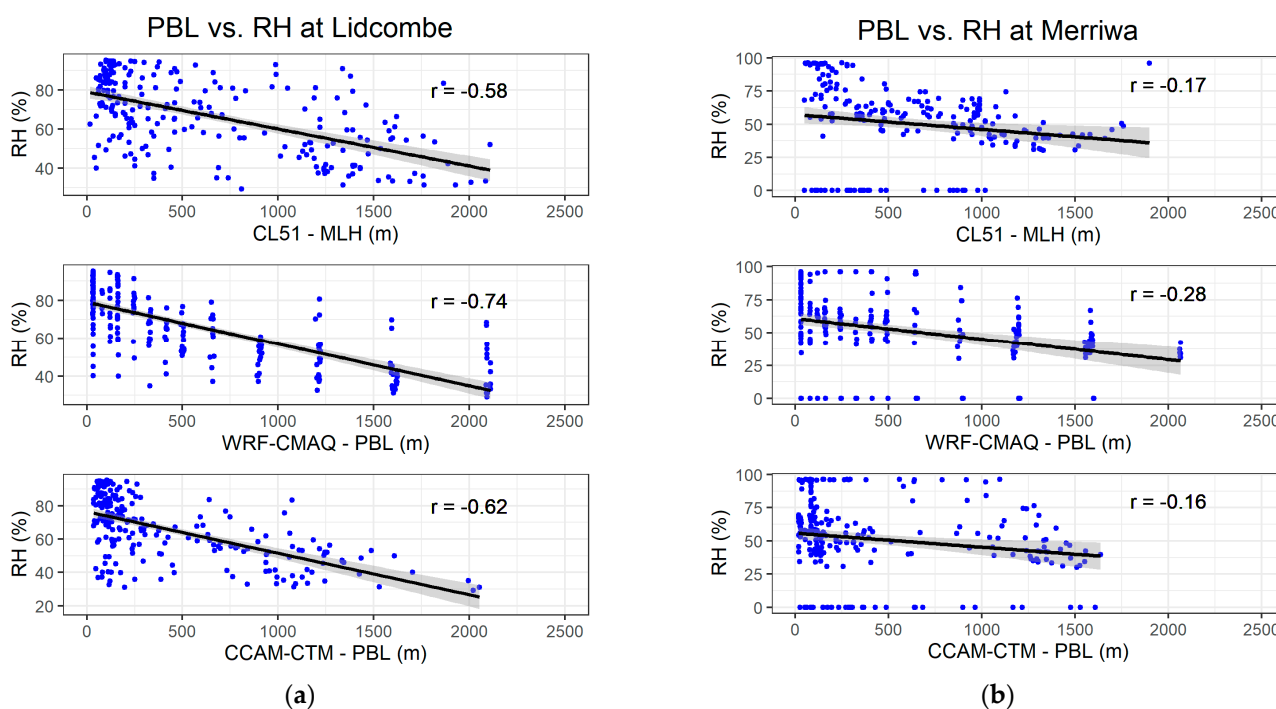 PBL vs. RH at Lidcombe
RH (%)
80
60
40
r = -0.58
0 500 1000 1500 2000 2500
CL51 - MLH (m)
RH (%)
80
60
40
r = -0.74
0 500 1000 1500 2000 2500
WRF-CMAQ - PBL (m)
RH (%)
80
60
40
20
r = -0.62
0 500 1000 1500 2000 2500
CCAM-CTM - PBL (m)
(a)
PBL vs. RH at Merriwa
RH (%)
100
75
50
25
0
r = -0.17
0 500 1000 1500 2000 2500
CL51 - MLH (m)
RH (%)
100
75
50
25
0
r = -0.28
0 500 1000 1500 2000 2500
WRF-CMAQ - PBL (m)
RH (%)
100
75
50
25
0
r = -0.16
0 500 1000 1500 2000 2500
CCAM-CTM - PBL (m)
(b)